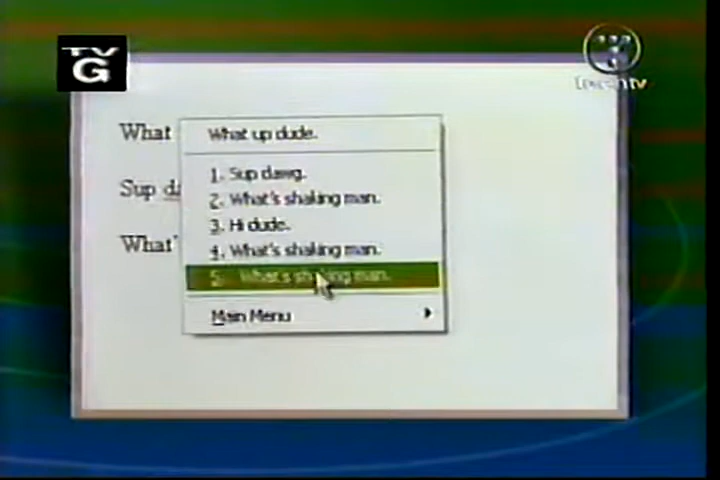 TV
G
What
What up dude.
1. Sup dawg.
Sup da
2. What's shaking man.
3. Hi dude.
What'
4. What's shaking man.
5. What's shaking man.
Main Menu